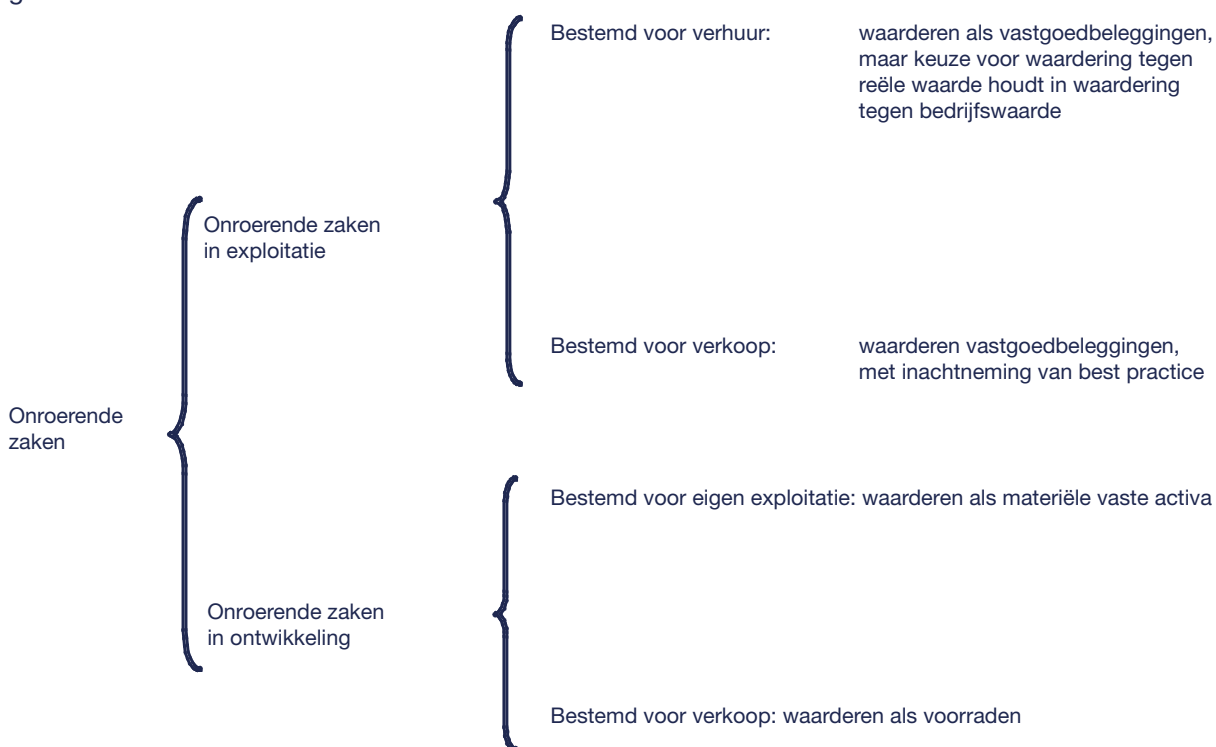 Bestemd voor verhuur: waarderen als vastgoedbeleggingen,
maar keuze voor waardering tegen
reële waarde houdt in waardering
tegen bedrijfswaarde
Onroerende zaken
in exploitatie
Bestemd voor verkoop: waarderen vastgoedbeleggingen,
met inachtneming van best practice
Onroerende
zaken
Bestemd voor eigen exploitatie: waarderen als materiële vaste activa
Onroerende zaken
in ontwikkeling
Bestemd voor verkoop: waarderen als voorraden